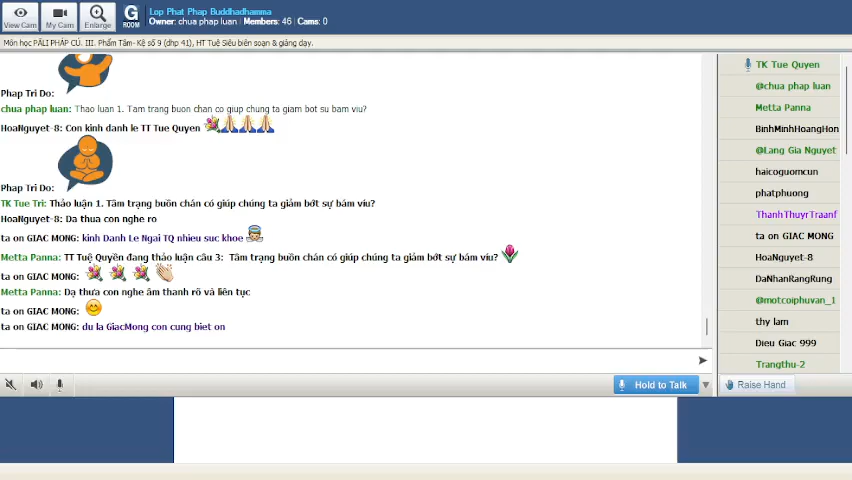 View Cam
My Cam
Enlarge
G
ROOM
Lop Phat Phap Buddhadhamma
Owner: chua phap luan | Members: 46 | Cams: 0
Môn học PÂLI PHÁP CÚ. III. Phẩm Tâm- Kệ số 9 (dhp 41), HT Tuệ Siêu biên soạn & giảng dạy.
Phap Tri Do:
chua phap luan: Thao luan 1. Tam trang buon chan co giup chung ta giam bot su bam viu?
HoaNguyet-8: Con kinh danh le TT Tue Quyen
Phap Tri Do:
TK Tue Tri: Thảo luận 1. Tâm trạng buồn chán có giúp chúng ta giảm bớt sự bám víu?
HoaNguyet-8: Da thua con nghe ro
ta on GIAC MONG: kinh Danh Le Ngai TQ nhieu suc khoe
Metta Panna: TT Tuệ Quyền đang thảo luận câu 3: Tâm trạng buồn chán có giúp chúng ta giảm bớt sự bám víu?
ta on GIAC MONG:
Metta Panna: Dạ thưa con nghe âm thanh rõ và liên tục
ta on GIAC MONG:
ta on GIAC MONG: du la GiacMong con cung biet on
Hold to Talk
TK Tue Quyen
@chua phap luan
Metta Panna
BinhMinhHoangHon
@Lang Gia Nguyet
haicoguomcun
phatphuong
ThanhThuyrTraanf
ta on GIAC MONG
HoaNguyet-8
DaNhanRangRung
@motcoiphuvan_1
thy lam
Dieu Giac 999
Trangthu-2
Raise Hand